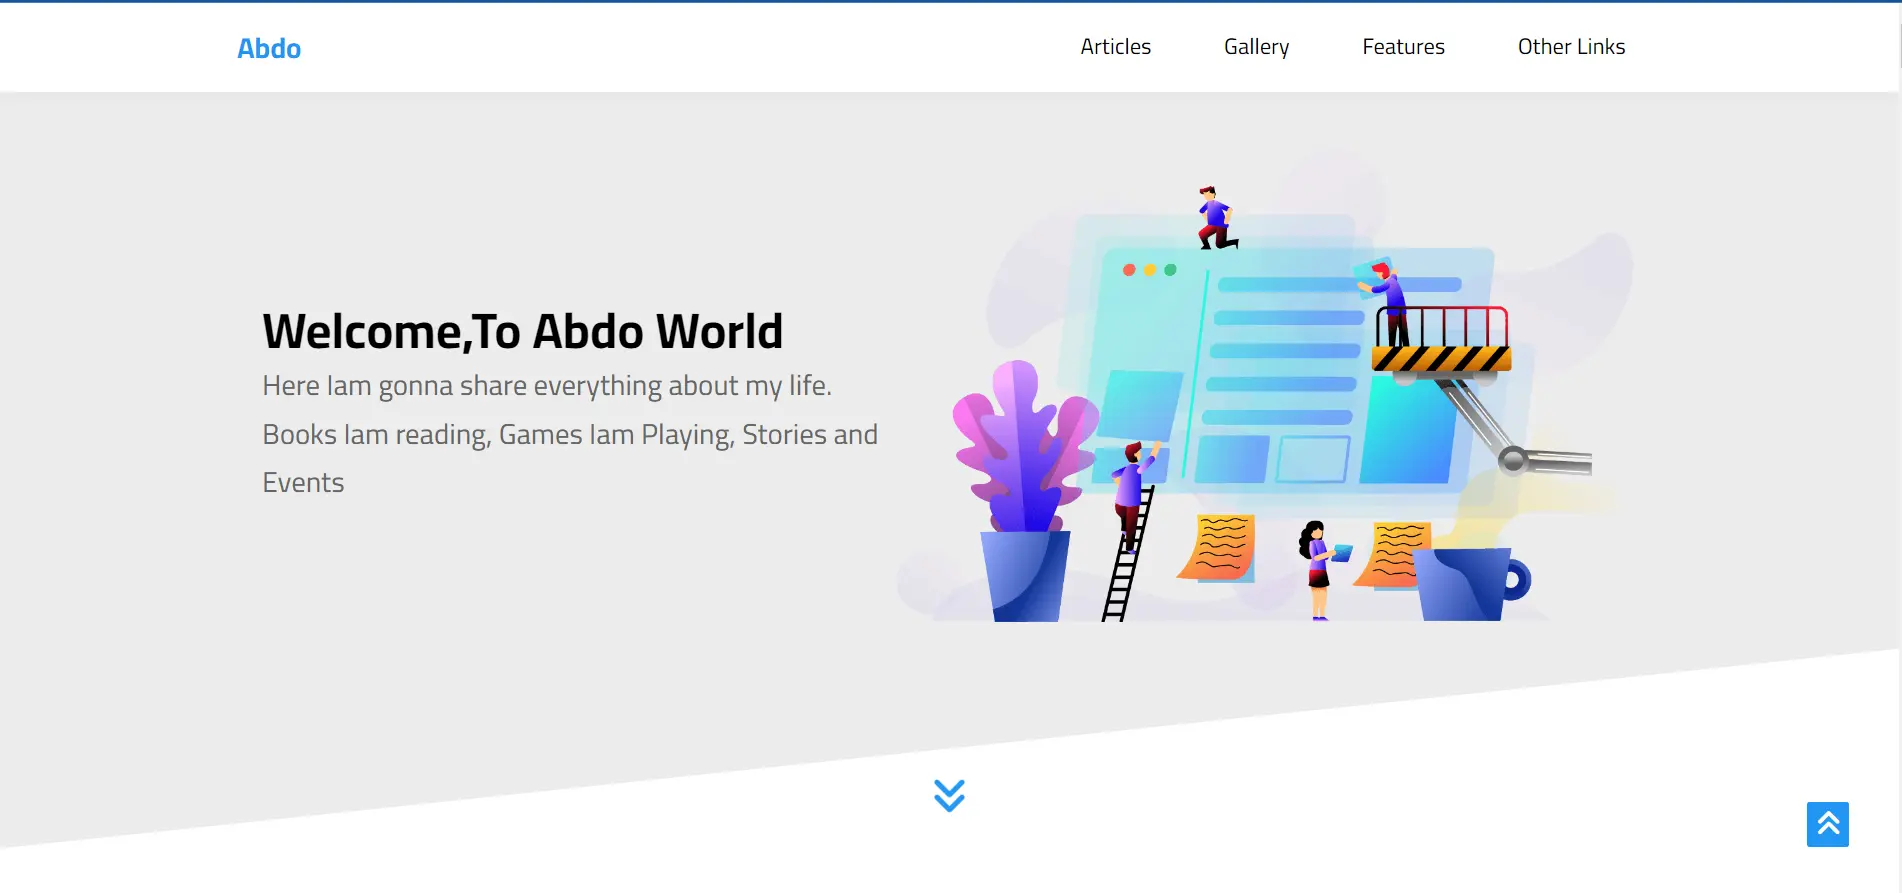 Abdo
Articles
Gallery
Features
Other Links
Welcome,To Abdo World
Here Iam gonna share everything about my life.
Books Iam reading, Games Iam Playing, Stories and
Events